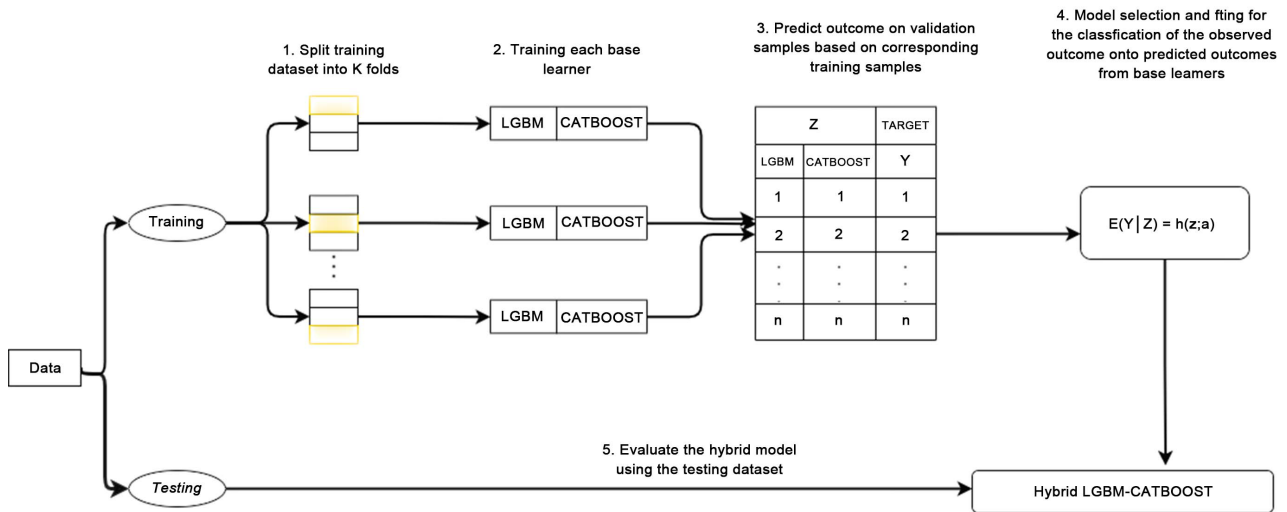 1. Split training
dataset into K folds
2. Training each base
learner
3. Predict outcome on validation
samples based on corresponding
training samples
4. Model selection and fting for
the classfication of the observed
outcome onto predicted outcomes
from base leamers
LGBM CATBOOST
LGBM CATBOOST
LGBM CATBOOST
Z TARGET
LGBM CATBOOST Y
1 1 1
2 2 2
. . .
. . .
. . .
n n n
Training
E(Y|Z) = h(z;a)
Data
5. Evaluate the hybrid model
using the testing dataset
Testing
Hybrid LGBM-CATBOOST